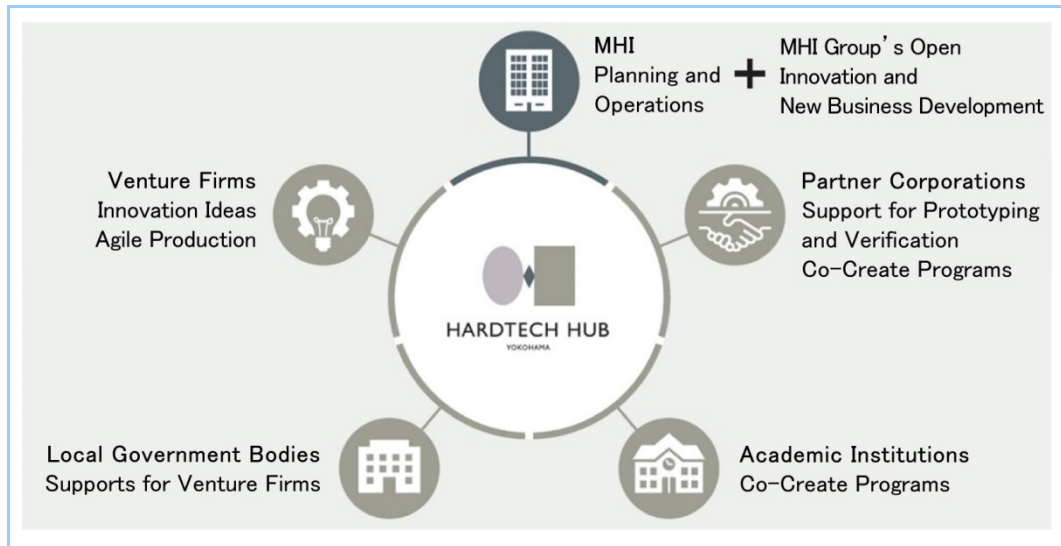 MHI
Planning and
Operations
+
MHI Group’s Open
Innovation and
New Business Development
Venture Firms
Innovation Ideas
Agile Production
Partner Corporations
Support for Prototyping
and Verification
Co-Create Programs
HARDTECH HUB
YOKOHAMA
Local Government Bodies
Supports for Venture Firms
Academic Institutions
Co-Create Programs